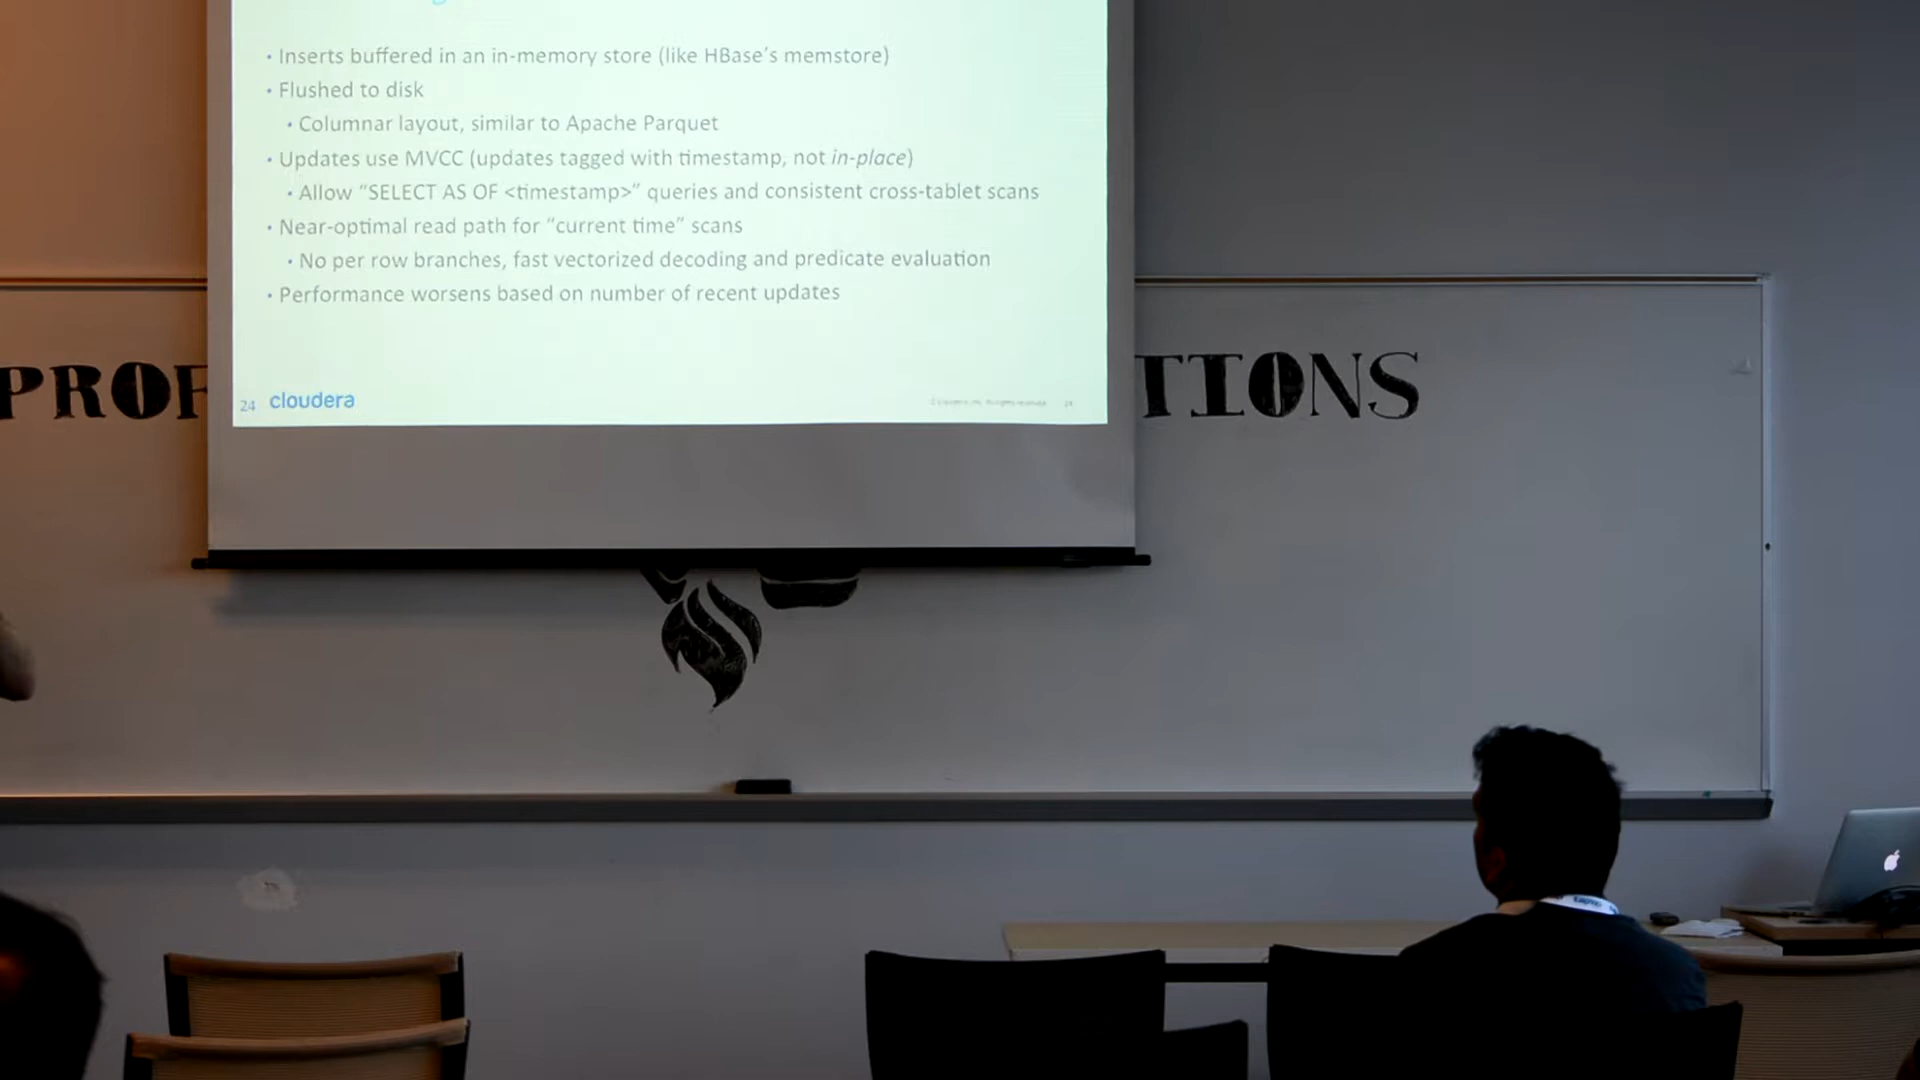 • Inserts buffered in an in-memory store (like HBase's memstore)
• Flushed to disk
• Columnar layout, similar to Apache Parquet
• Updates use MVCC (updates tagged with timestamp, not in-place)
• Allow “SELECT AS OF <timestamp>” queries and consistent cross-tablet scans
• Near-optimal read path for “current time” scans
• No per row branches, fast vectorized decoding and predicate evaluation
• Performance worsens based on number of recent updates
PROF TIONS
24 cloudera